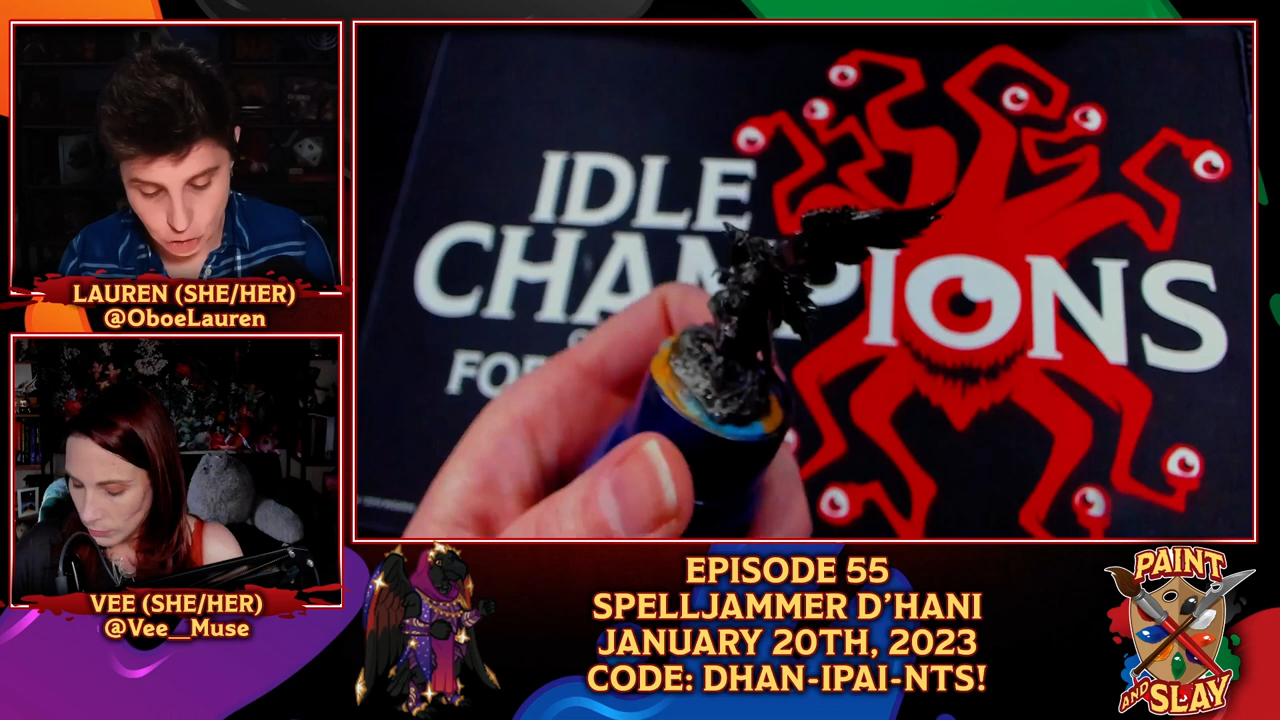 LAUREN (SHE/HER)
@OboeLauren
VEE (SHE/HER)
@Vee__Muse
IDLE
CHAMPIONS
EPISODE 55
SPELLJAMMER D'HANI
JANUARY 20TH, 2023
CODE: DHAN-IPAI-NTS!
PAINT
AND SLAY